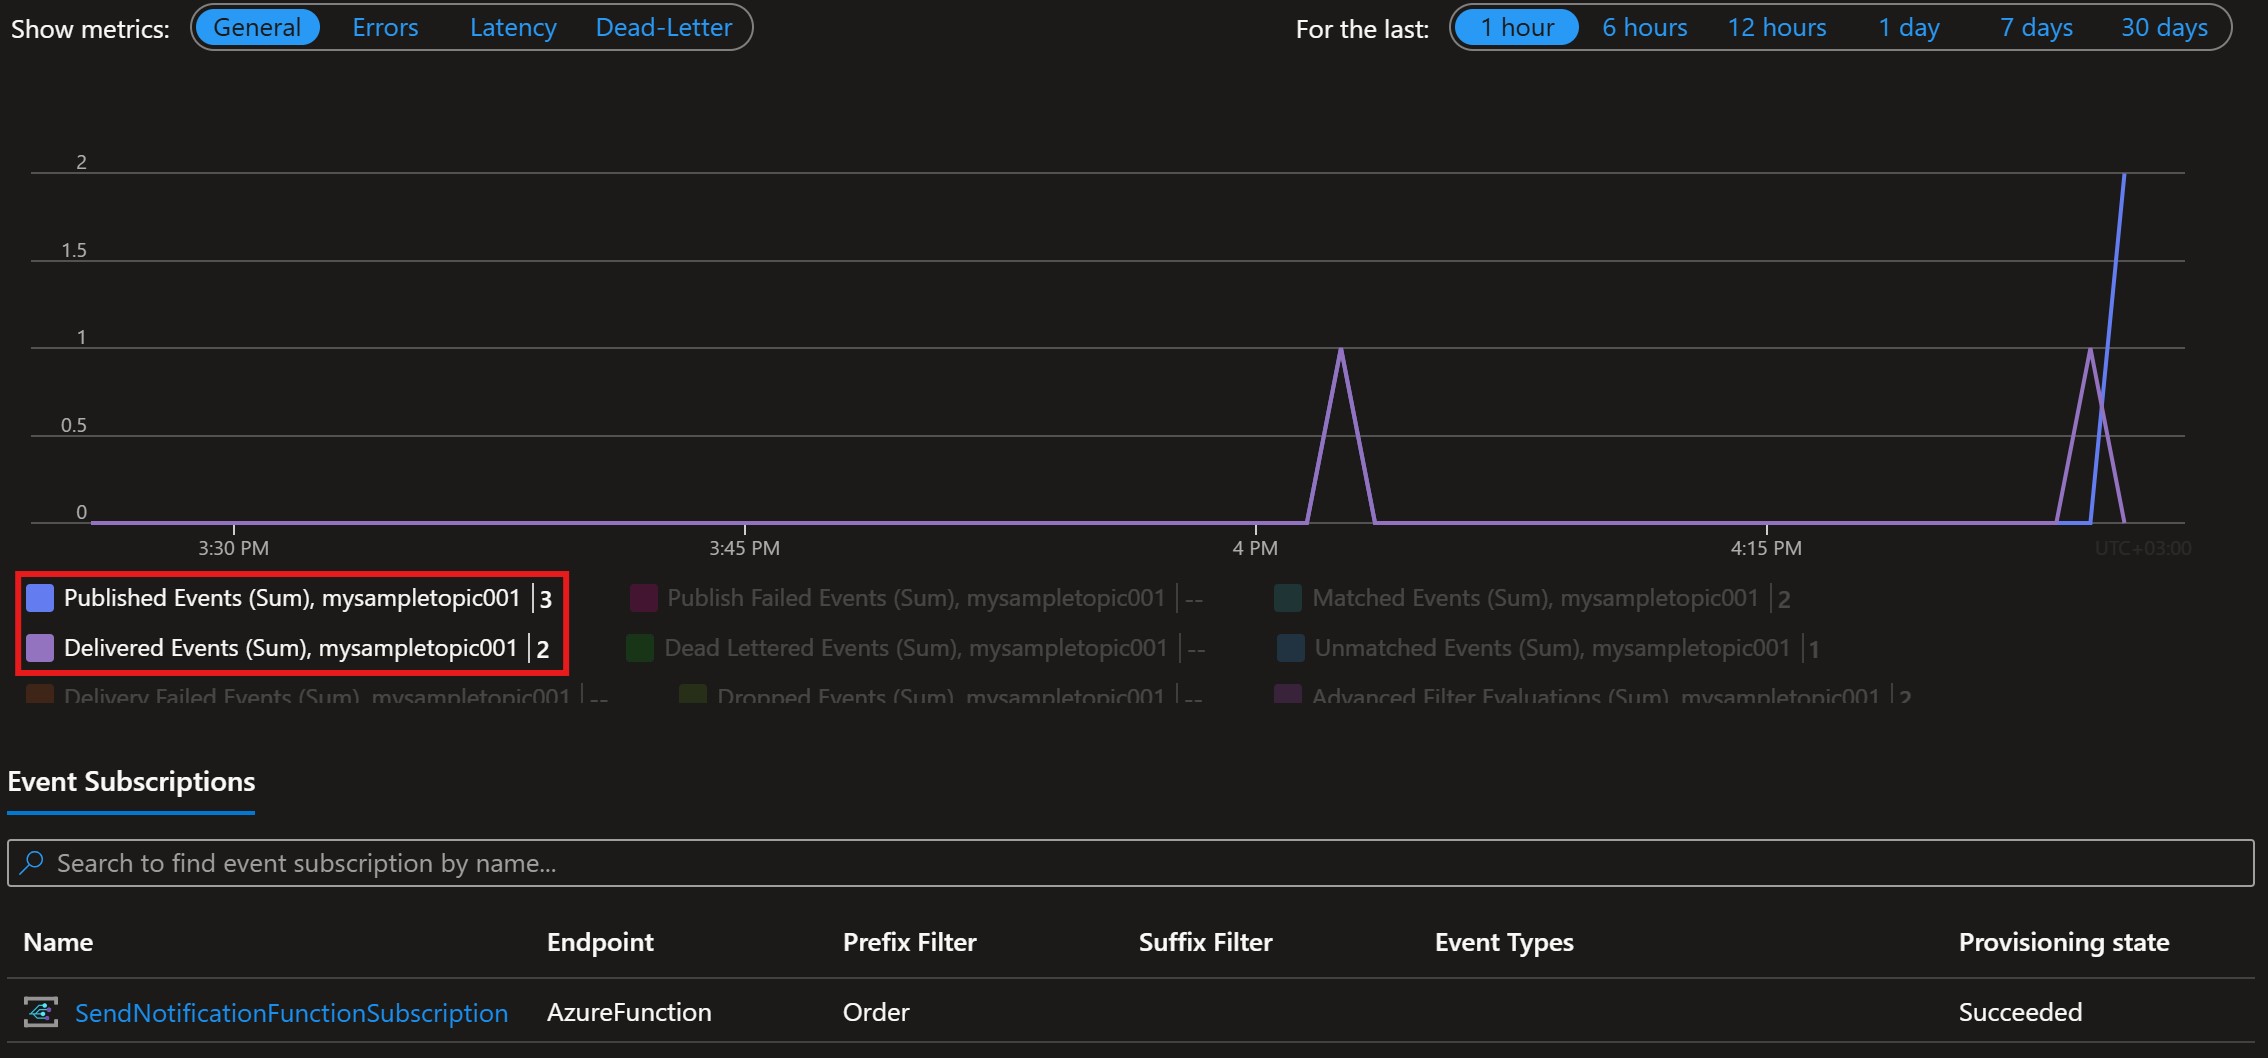 Show metrics: General Errors Latency Dead-Letter For the last: 1 hour 6 hours 12 hours 1 day 7 days 30 days
2
1.5
1
0.5
0
3:30 PM 3:45 PM 4 PM 4:15 PM UTC+03:00
Published Events (Sum), mysampletopic001 | 3 Publish Failed Events (Sum), mysampletopic001 | -- Matched Events (Sum), mysampletopic001 | 2
Delivered Events (Sum), mysampletopic001 | 2 Dead Lettered Events (Sum), mysampletopic001 | -- Unmatched Events (Sum), mysampletopic001 | 1
Delivery Failed Events (Sum), mysampletopic001 | -- Dropped Events (Sum), mysampletopic001 | -- Advanced Filter Evaluations (Sum), mysampletopic001 | 2
Event Subscriptions
Search to find event subscription by name...
Name Endpoint Prefix Filter Suffix Filter Event Types Provisioning state
SendNotificationFunctionSubscription AzureFunction Order Succeeded